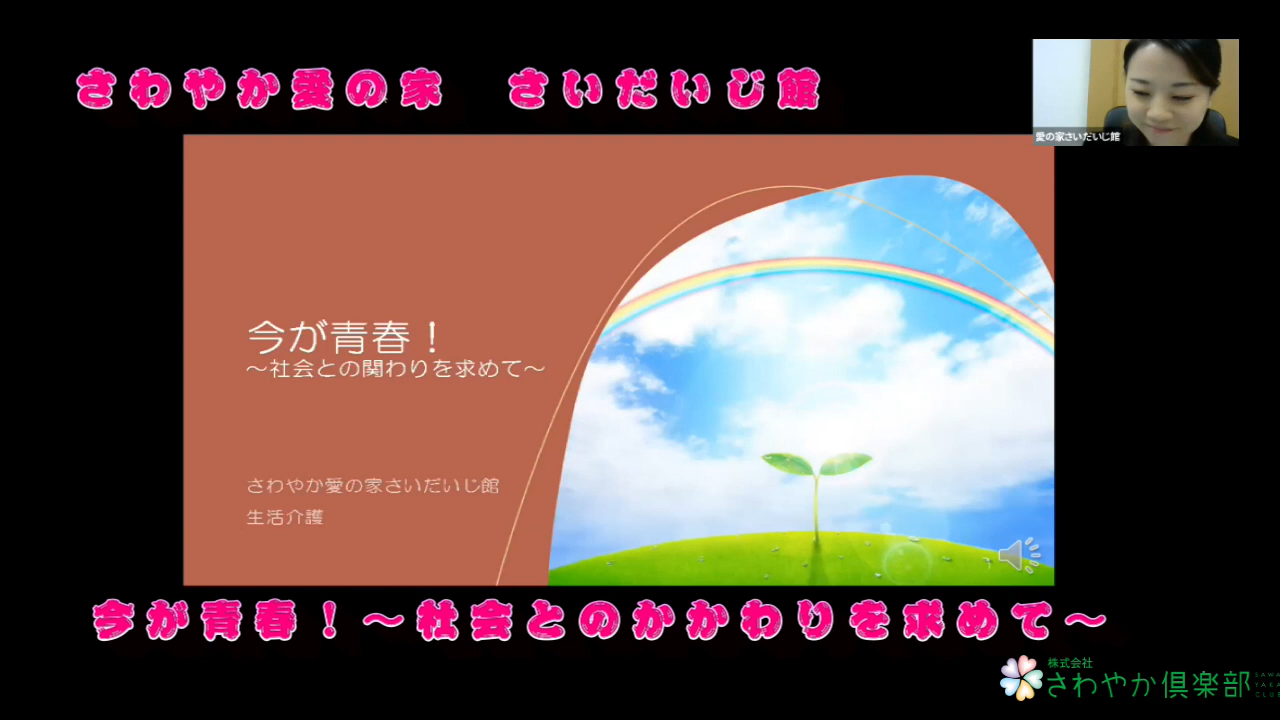 さわやか愛の家 さいだいじ館
愛の家さいだいじ館
今が青春！
～社会との関わりを求めて～
さわやか愛の家さいだいじ館
生活介護
今が青春！～社会とのかかわりを求めて～
株式会社
さわやか倶楽部
SAWA
YAKA
CLUB